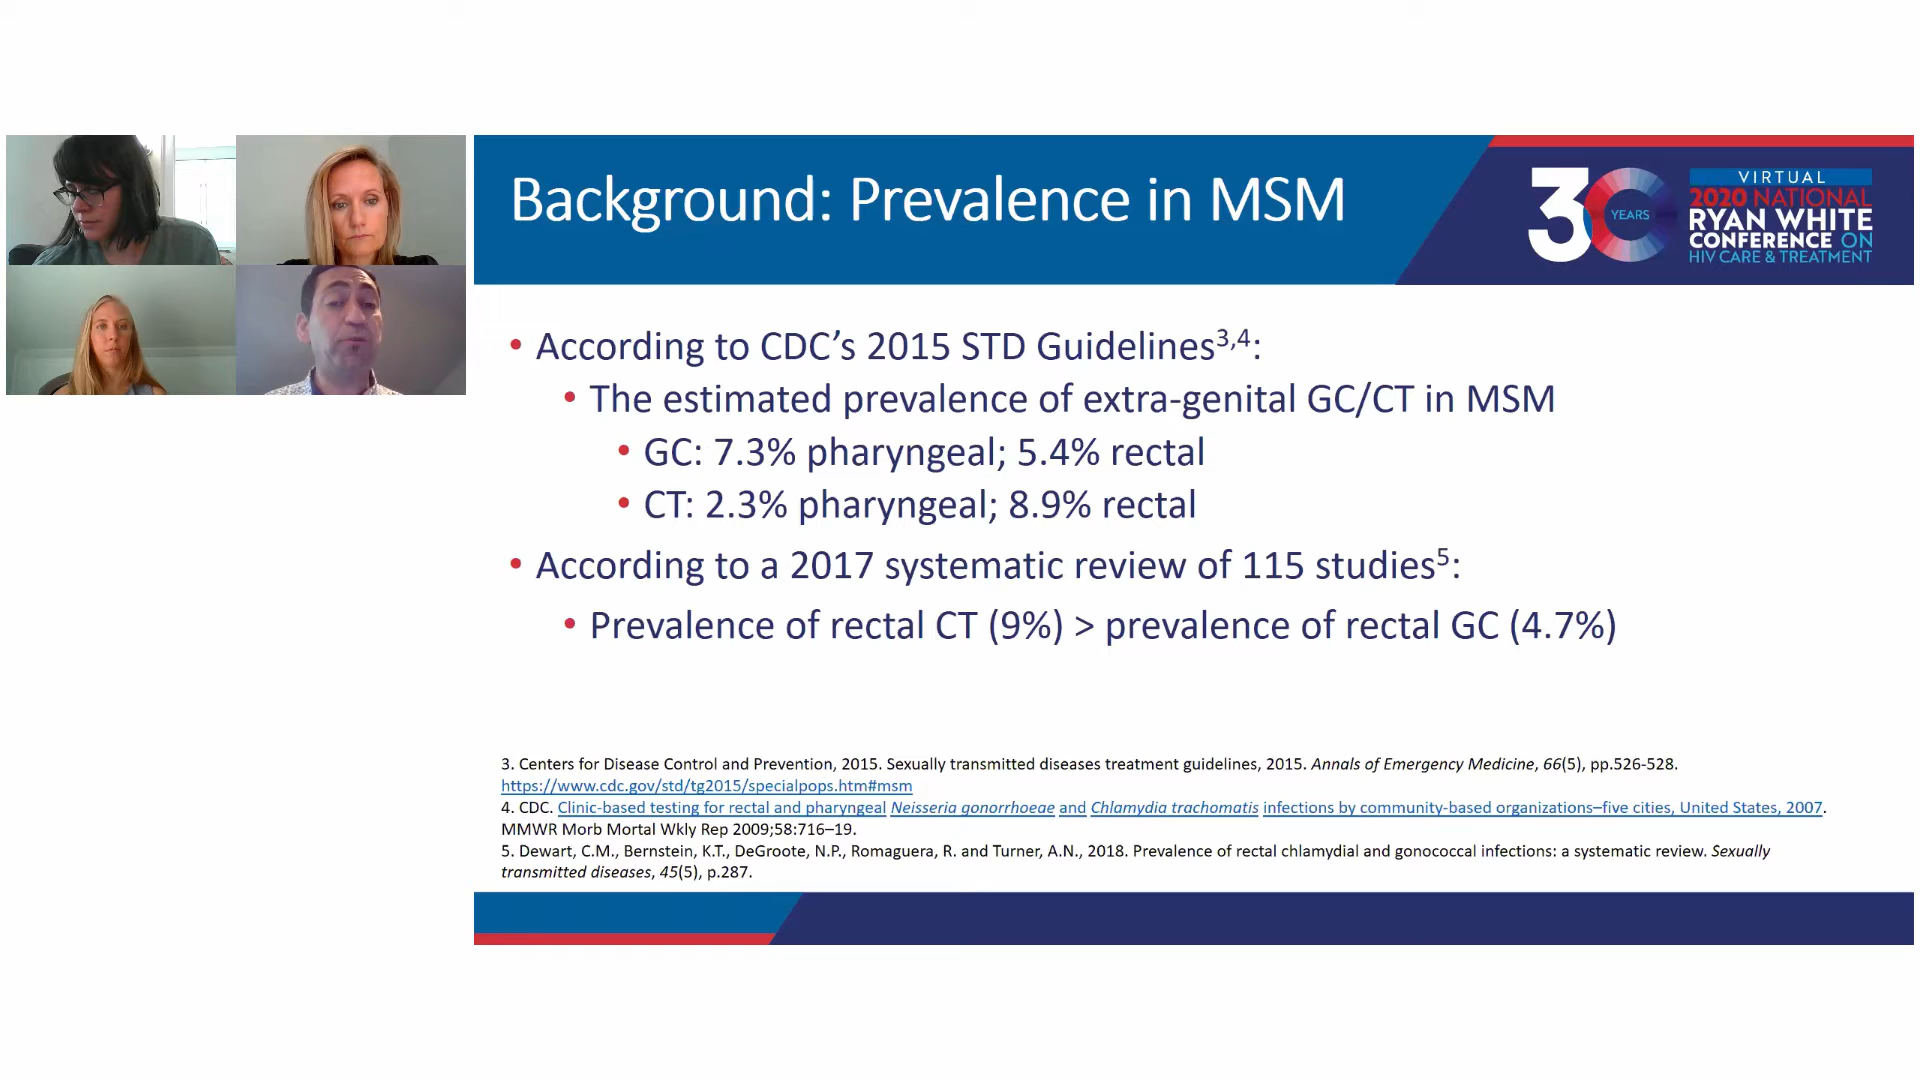 Background: Prevalence in MSM
30 YEARS
VIRTUAL
2020 NATIONAL
RYAN WHITE
CONFERENCE ON
HIV CARE & TREATMENT
• According to CDC’s 2015 STD Guidelines3,4:
• The estimated prevalence of extra-genital GC/CT in MSM
• GC: 7.3% pharyngeal; 5.4% rectal
• CT: 2.3% pharyngeal; 8.9% rectal
• According to a 2017 systematic review of 115 studies5:
• Prevalence of rectal CT (9%) > prevalence of rectal GC (4.7%)
3. Centers for Disease Control and Prevention, 2015. Sexually transmitted diseases treatment guidelines, 2015. Annals of Emergency Medicine, 66(5), pp.526-528.
https://www.cdc.gov/std/tg2015/specialpops.htm#msm
4. CDC. Clinic-based testing for rectal and pharyngeal Neisseria gonorrhoeae and Chlamydia trachomatis infections by community-based organizations–five cities, United States, 2007.
MMWR Morb Mortal Wkly Rep 2009;58:716–19.
5. Dewart, C.M., Bernstein, K.T., DeGroote, N.P., Romaguera, R. and Turner, A.N., 2018. Prevalence of rectal chlamydial and gonococcal infections: a systematic review. Sexually
transmitted diseases, 45(5), p.287.